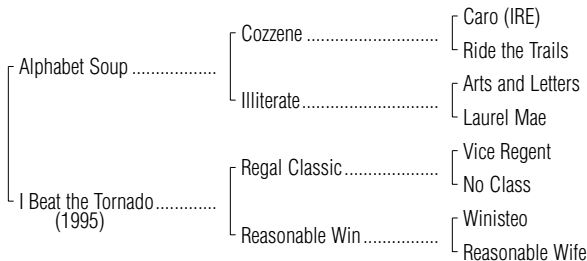 Caro (IRE)
Cozzene ..............................
Ride the Trails
Alphabet Soup ...................
Arts and Letters
Illiterate ...............................
Laurel Mae
Vice Regent
Regal Classic .....................
No Class
I Beat the Tornado .............
(1995)
Winisteo
Reasonable Win .................
Reasonable Wife